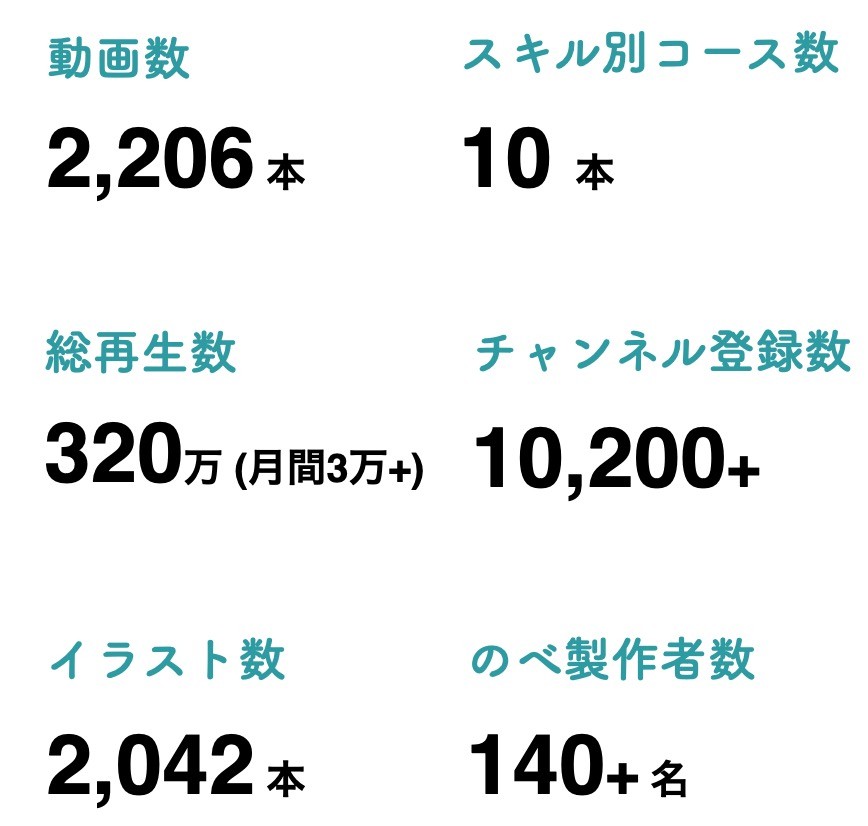 動画数
2,206 本
スキル別コース数
10 本
総再生数
320万 (月間3万+)
チャンネル登録数
10,200+
イラスト数
2,042 本
のべ製作者数
140+ 名